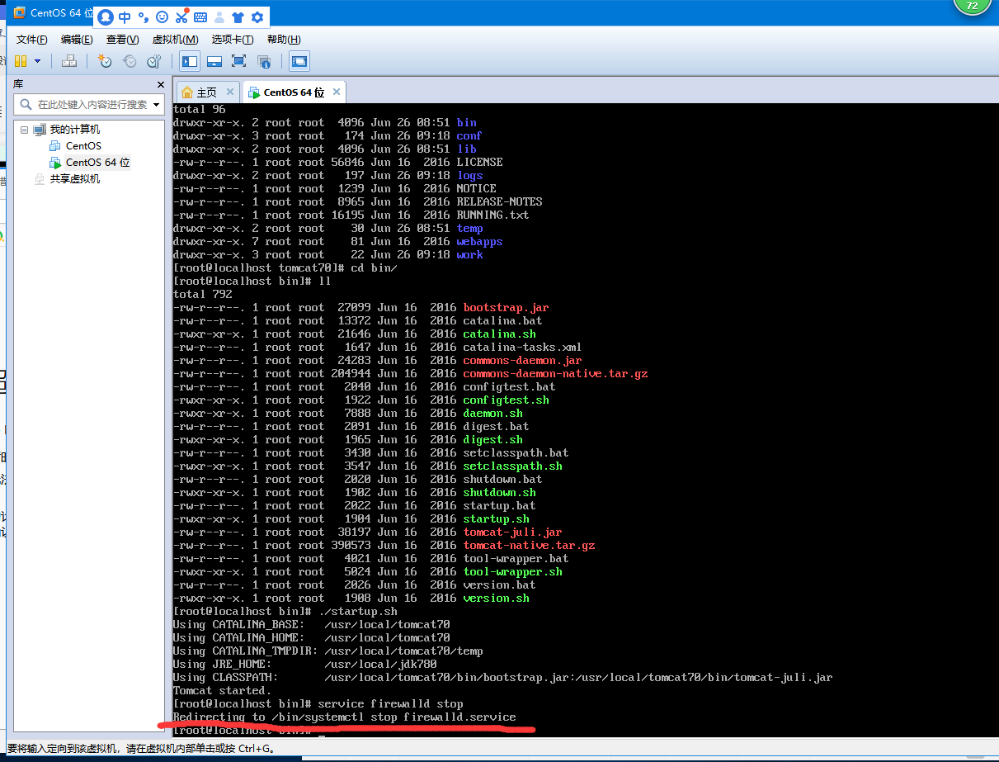 72
CentOS 64 位
中
文件(F) 编辑(E) 查看(V) 虚拟机(M) 选项卡(T) 帮助(H)
库
主页
CentOS 64 位
在此处键入内容进行搜索
我的计算机
CentOS
CentOS 64 位
共享虚拟机
total 96
drwxr-xr-x. 2 root root  4096 Jun 26 08:51 bin
drwxr-xr-x. 3 root root   174 Jun 26 09:18 conf
drwxr-xr-x. 2 root root  4096 Jun 26 08:51 lib
-rw-r--r--. 1 root root 56846 Jun 16  2016 LICENSE
drwxr-xr-x. 2 root root   197 Jun 26 09:18 logs
-rw-r--r--. 1 root root  1239 Jun 16  2016 NOTICE
-rw-r--r--. 1 root root  8965 Jun 16  2016 RELEASE-NOTES
-rw-r--r--. 1 root root 16195 Jun 16  2016 RUNNING.txt
drwxr-xr-x. 2 root root    30 Jun 26 08:51 temp
drwxr-xr-x. 7 root root    81 Jun 16  2016 webapps
drwxr-xr-x. 3 root root    22 Jun 26 09:18 work
[root@localhost tomcat70]# cd bin/
[root@localhost bin]# ll
total 792
-rw-r--r--. 1 root root  27099 Jun 16  2016 bootstrap.jar
-rw-r--r--. 1 root root  13372 Jun 16  2016 catalina.bat
-rwxr-xr-x. 1 root root  21646 Jun 16  2016 catalina.sh
-rw-r--r--. 1 root root   1647 Jun 16  2016 catalina-tasks.xml
-rw-r--r--. 1 root root  24283 Jun 16  2016 commons-daemon.jar
-rw-r--r--. 1 root root 204944 Jun 16  2016 commons-daemon-native.tar.gz
-rw-r--r--. 1 root root   2040 Jun 16  2016 configtest.bat
-rwxr-xr-x. 1 root root   1922 Jun 16  2016 configtest.sh
-rwxr-xr-x. 1 root root   7888 Jun 16  2016 daemon.sh
-rw-r--r--. 1 root root   2091 Jun 16  2016 digest.bat
-rwxr-xr-x. 1 root root   1965 Jun 16  2016 digest.sh
-rw-r--r--. 1 root root   3430 Jun 16  2016 setclasspath.bat
-rwxr-xr-x. 1 root root   3547 Jun 16  2016 setclasspath.sh
-rw-r--r--. 1 root root   2020 Jun 16  2016 shutdown.bat
-rwxr-xr-x. 1 root root   1902 Jun 16  2016 shutdown.sh
-rw-r--r--. 1 root root   2022 Jun 16  2016 startup.bat
-rwxr-xr-x. 1 root root   1904 Jun 16  2016 startup.sh
-rw-r--r--. 1 root root  38197 Jun 16  2016 tomcat-juli.jar
-rw-r--r--. 1 root root 390573 Jun 16  2016 tomcat-native.tar.gz
-rw-r--r--. 1 root root   4021 Jun 16  2016 tool-wrapper.bat
-rwxr-xr-x. 1 root root   5024 Jun 16  2016 tool-wrapper.sh
-rw-r--r--. 1 root root   2026 Jun 16  2016 version.bat
-rwxr-xr-x. 1 root root   1908 Jun 16  2016 version.sh
[root@localhost bin]# ./startup.sh
Using CATALINA_BASE:   /usr/local/tomcat70
Using CATALINA_HOME:   /usr/local/tomcat70
Using CATALINA_TMPDIR: /usr/local/tomcat70/temp
Using JRE_HOME:        /usr/local/jdk780
Using CLASSPATH:       /usr/local/tomcat70/bin/bootstrap.jar:/usr/local/tomcat70/bin/tomcat-juli.jar
Tomcat started.
[root@localhost bin]# service firewalld stop
Redirecting to /bin/systemctl stop firewalld.service
[root@localhost bin]#
要将输入定向到该虚拟机，请在虚拟机内部单击或按 Ctrl+G。